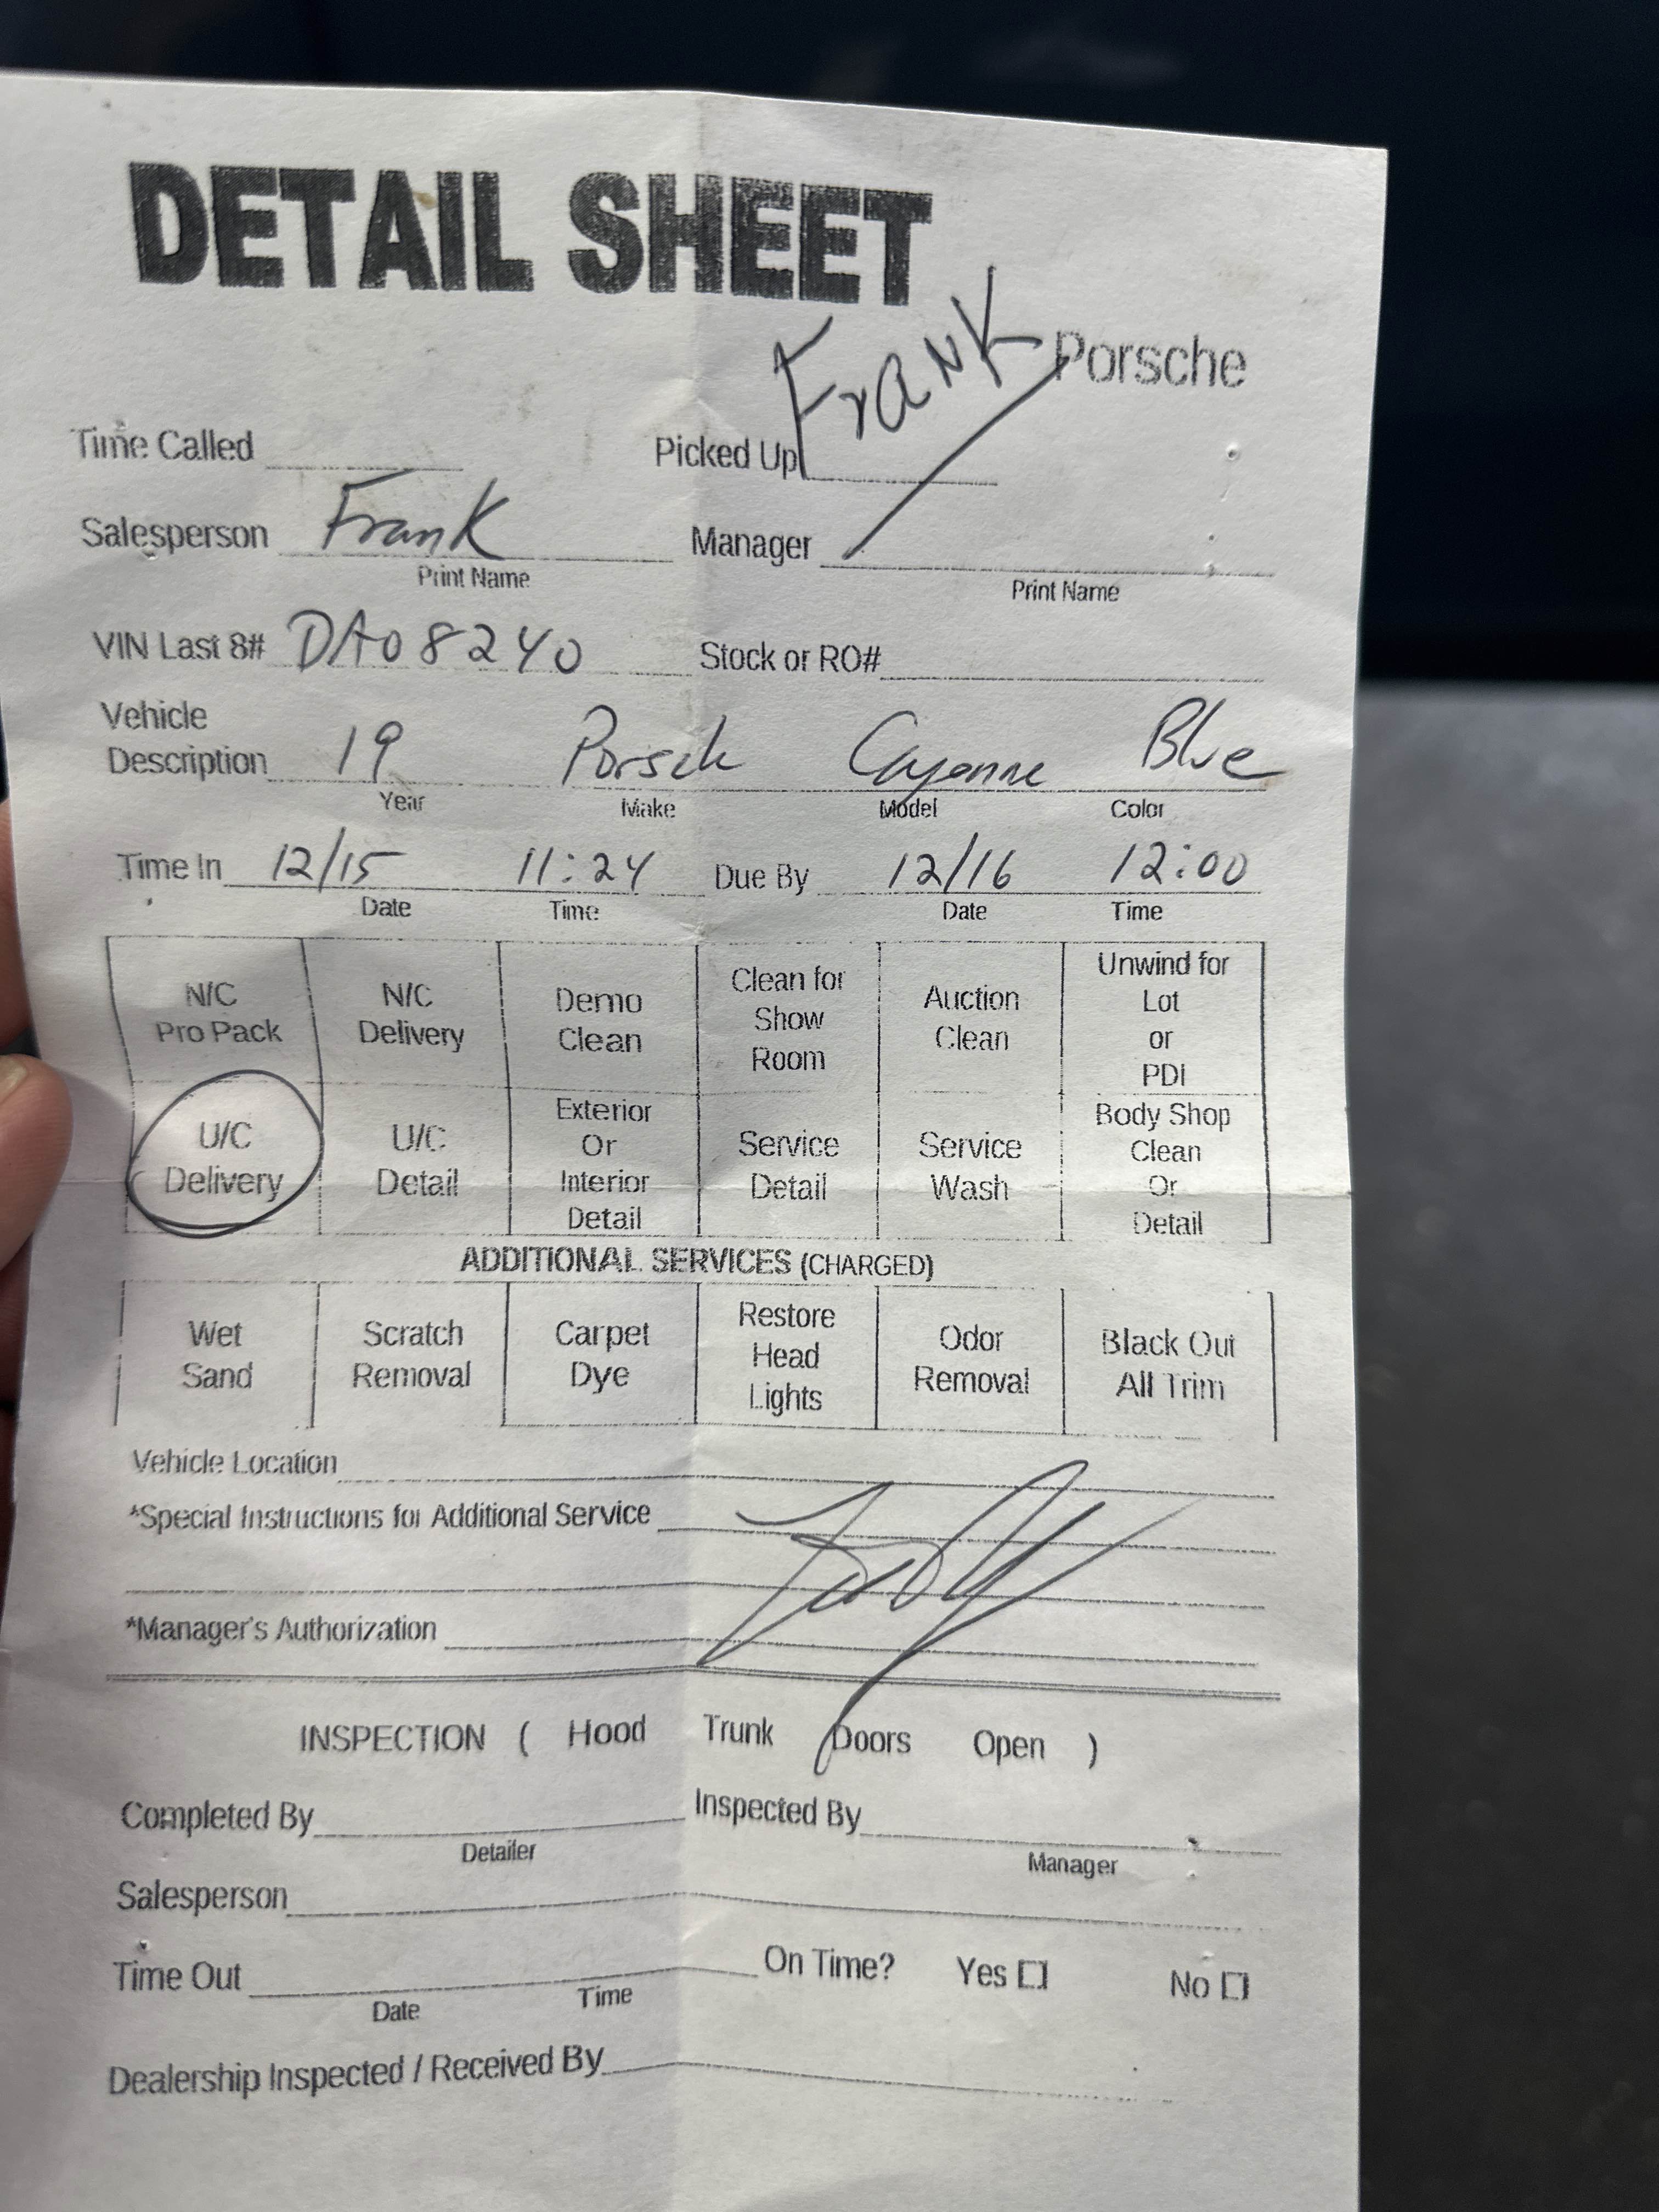 DETAIL SHEET
FRANK Porsche
Time Called Picked Up
Salesperson Frank Manager
Print Name Print Name
VIN Last 8# DA08240 Stock or RO#
Vehicle
Description 19 Porsch Cayenne Blue
Year Make Model Color
Time In 12/15 11:24 Due By 12/16 12:00
Date Time Date Time
N/C Pro Pack N/C Delivery Demo Clean Clean for Show Room Auction Clean Unwind for Lot or PDI
U/C Delivery U/C Detail Exterior Or Interior Detail Service Detail Service Wash Body Shop Clean Or Detail
ADDITIONAL SERVICES (CHARGED)
Wet Sand Scratch Removal Carpet Dye Restore Head Lights Odor Removal Black Out All Trim
Vehicle Location
*Special Instructions for Additional Service
*Manager's Authorization
INSPECTION ( Hood Trunk Doors Open )
Completed By Inspected By
Detailer Manager
Salesperson
Time Out On Time? Yes No
Date Time
Dealership Inspected / Received By